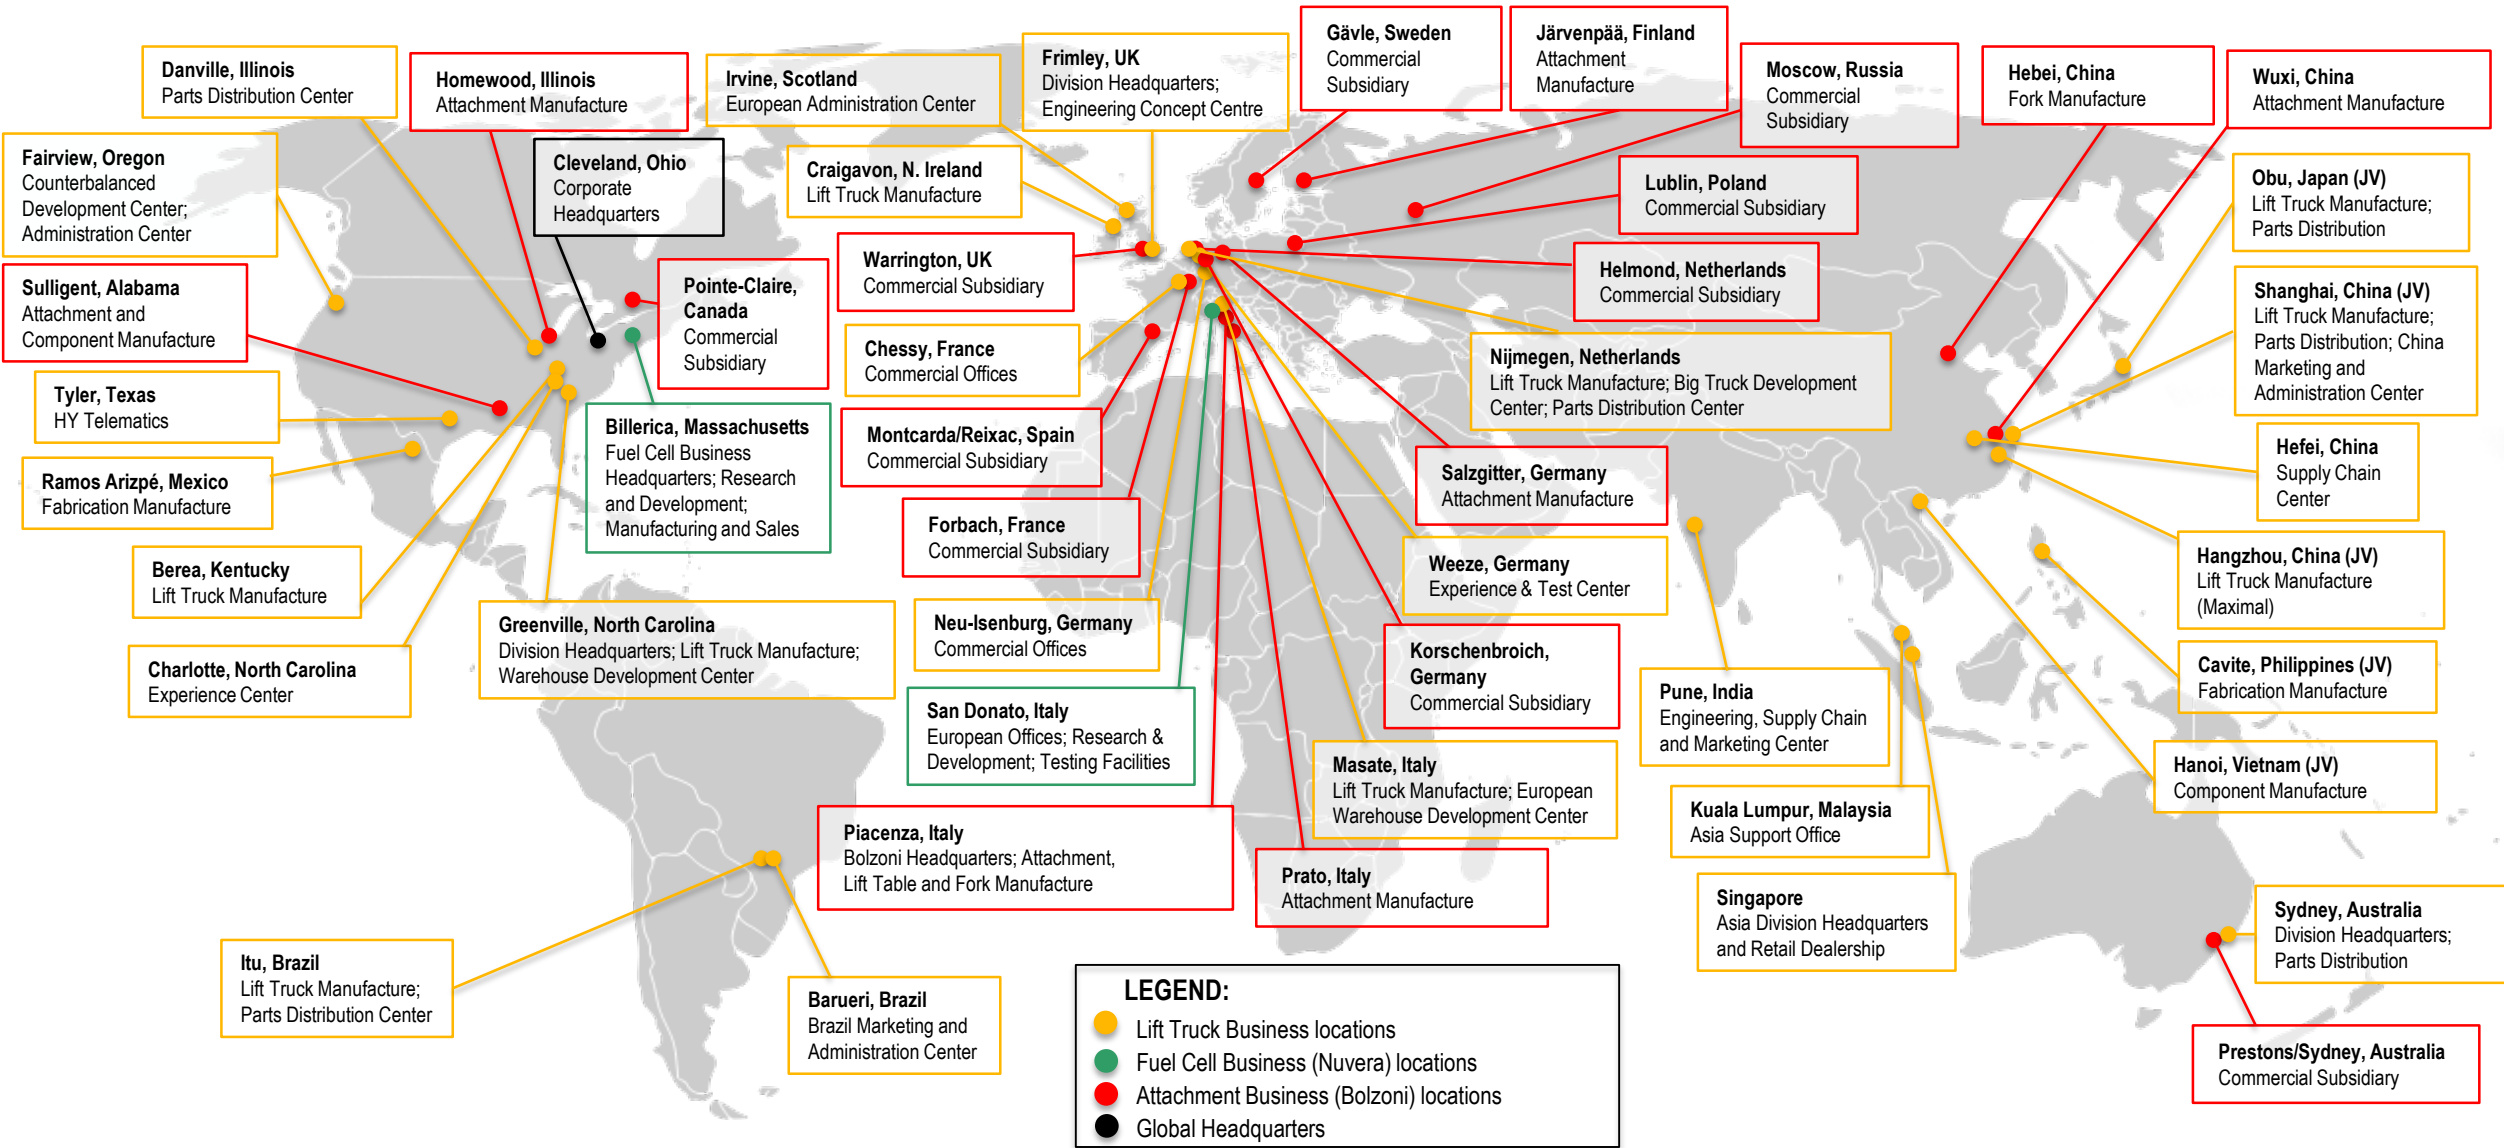 Danville, Illinois
Parts Distribution Center
Homewood, Illinois
Attachment Manufacture
Irvine, Scotland
European Administration Center
Frimley, UK
Division Headquarters;
Engineering Concept Centre
Gävle, Sweden
Commercial
Subsidiary
Järvenpää, Finland
Attachment
Manufacture
Moscow, Russia
Commercial
Subsidiary
Hebei, China
Fork Manufacture
Wuxi, China
Attachment Manufacture
Fairview, Oregon
Counterbalanced
Development Center;
Administration Center
Cleveland, Ohio
Corporate
Headquarters
Craigavon, N. Ireland
Lift Truck Manufacture
Lublin, Poland
Commercial Subsidiary
Obu, Japan (JV)
Lift Truck Manufacture;
Parts Distribution
Sulligent, Alabama
Attachment and
Component Manufacture
Pointe-Claire,
Canada
Commercial
Subsidiary
Warrington, UK
Commercial Subsidiary
Helmond, Netherlands
Commercial Subsidiary
Shanghai, China (JV)
Lift Truck Manufacture;
Parts Distribution; China
Marketing and
Administration Center
Chessy, France
Commercial Offices
Nijmegen, Netherlands
Lift Truck Manufacture; Big Truck Development
Center; Parts Distribution Center
Tyler, Texas
HY Telematics
Billerica, Massachusetts
Fuel Cell Business
Headquarters; Research
and Development;
Manufacturing and Sales
Montcarda/Reixac, Spain
Commercial Subsidiary
Salzgitter, Germany
Attachment Manufacture
Hefei, China
Supply Chain
Center
Ramos Arizpé, Mexico
Fabrication Manufacture
Forbach, France
Commercial Subsidiary
Weeze, Germany
Experience & Test Center
Hangzhou, China (JV)
Lift Truck Manufacture
(Maximal)
Berea, Kentucky
Lift Truck Manufacture
Greenville, North Carolina
Division Headquarters; Lift Truck Manufacture;
Warehouse Development Center
Neu-Isenburg, Germany
Commercial Offices
Korschenbroich,
Germany
Commercial Subsidiary
Charlotte, North Carolina
Experience Center
Pune, India
Engineering, Supply Chain
and Marketing Center
Cavite, Philippines (JV)
Fabrication Manufacture
San Donato, Italy
European Offices; Research &
Development; Testing Facilities
Masate, Italy
Lift Truck Manufacture; European
Warehouse Development Center
Hanoi, Vietnam (JV)
Component Manufacture
Kuala Lumpur, Malaysia
Asia Support Office
Piacenza, Italy
Bolzoni Headquarters; Attachment,
Lift Table and Fork Manufacture
Prato, Italy
Attachment Manufacture
Singapore
Asia Division Headquarters
and Retail Dealership
Sydney, Australia
Division Headquarters;
Parts Distribution
Itu, Brazil
Lift Truck Manufacture;
Parts Distribution Center
Barueri, Brazil
Brazil Marketing and
Administration Center
Prestons/Sydney, Australia
Commercial Subsidiary
LEGEND:
Lift Truck Business locations
Fuel Cell Business (Nuvera) locations
Attachment Business (Bolzoni) locations
Global Headquarters